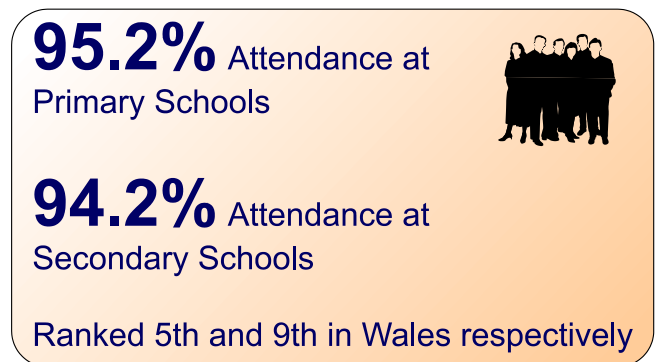 95.2% Attendance at
Primary Schools
94.2% Attendance at
Secondary Schools
Ranked 5th and 9th in Wales respectively